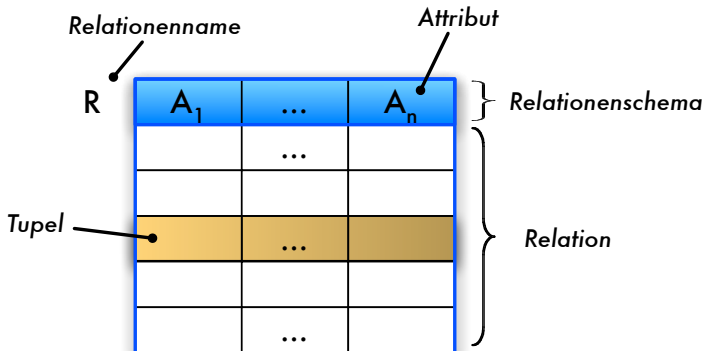 Relationenname
Attribut
R A₁ ... Aₙ Relationenschema
...
Tupel ... Relation
...